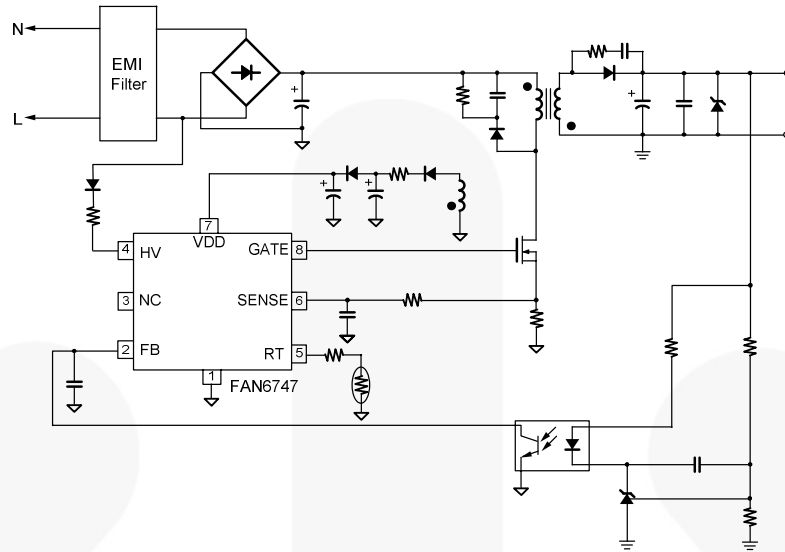 N
EMI
Filter
L
+
+
+
+
7
VDD
4
HV
GATE
8
3
NC
SENSE
6
2
FB
RT
5
1
FAN6747